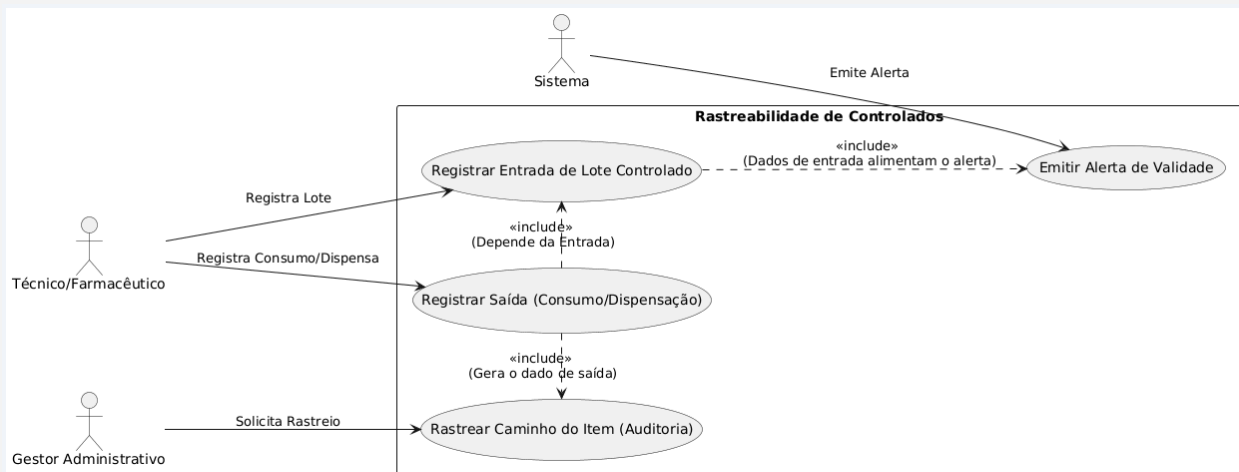 Sistema
Emite Alerta
Rastreabilidade de Controlados
Registrar Entrada de Lote Controlado
«include»
(Dados de entrada alimentam o alerta)
Emitir Alerta de Validade
Registra Lote
«include»
(Depende da Entrada)
Técnico/Farmacêutico
Registra Consumo/Dispensa
Registrar Saída (Consumo/Dispensação)
«include»
(Gera o dado de saída)
Gestor Administrativo
Solicita Rastreio
Rastrear Caminho do Item (Auditoria)